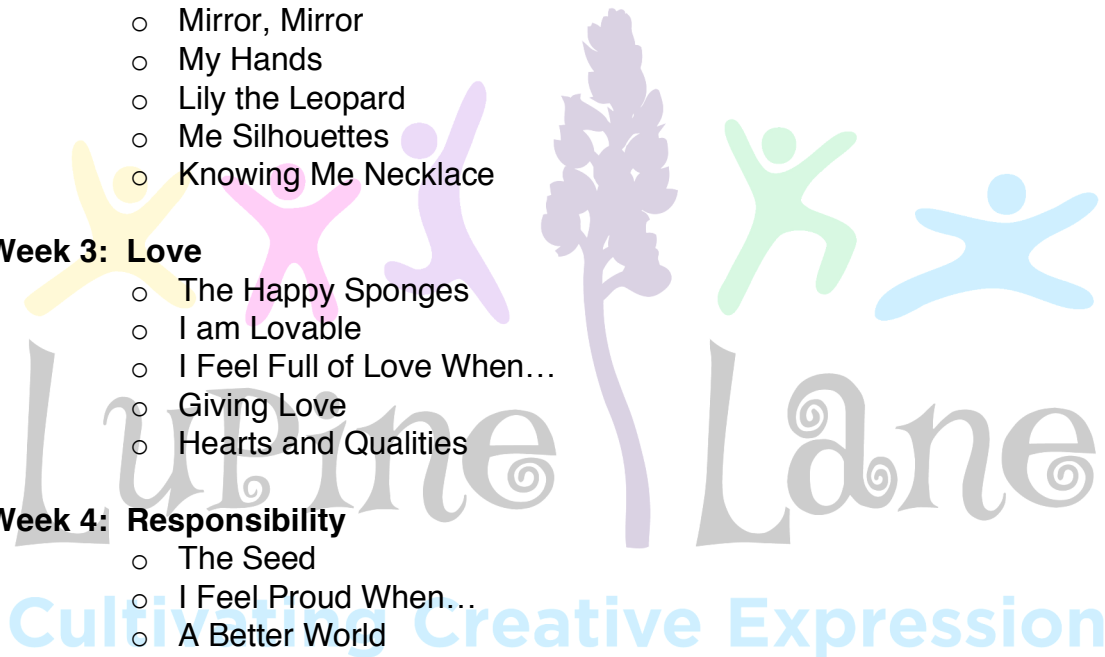 ○ Mirror, Mirror
○ My Hands
○ Lily the Leopard
○ Me Silhouettes
○ Knowing Me Necklace
Week 3: Love
○ The Happy Sponges
○ I am Lovable
○ I Feel Full of Love When…
○ Giving Love
○ Hearts and Qualities
Week 4: Responsibility
○ The Seed
○ I Feel Proud When…
○ A Better World
Lupine Lane
Cultivating Creative Expression